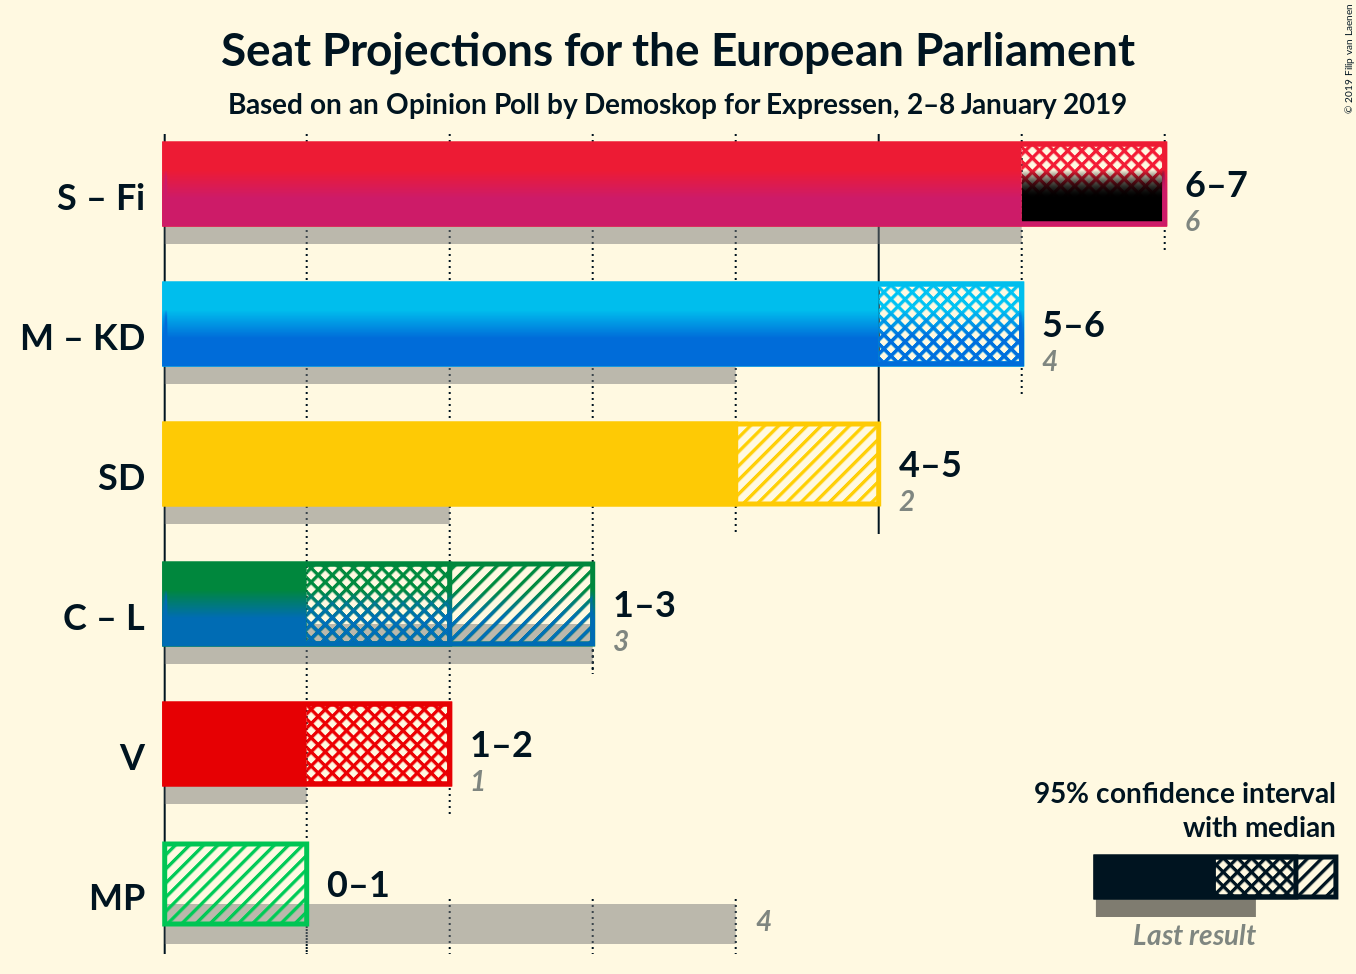 Seat Projections for the European Parliament
Based on an Opinion Poll by Demoskop for Expressen, 2–8 January 2019
© 2019 Filip van Laenen
S – Fi
6–7
6
M – KD
5–6
4
SD
4–5
2
C – L
1–3
3
V
1–2
1
MP
0–1
4
95% confidence interval
with median
Last result